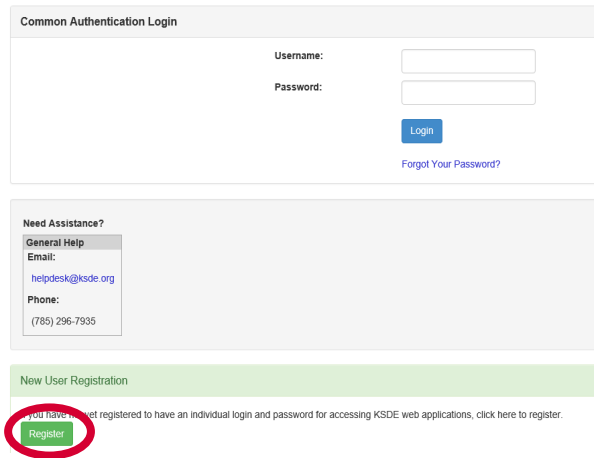 Common Authentication Login
Username:
Password:
Login
Forgot Your Password?
Need Assistance?
General Help
Email:
helpdesk@ksde.org
Phone:
(785) 296-7935
New User Registration
you have yet registered to have an individual login and password for accessing KSDE web applications, click here to register.
Register